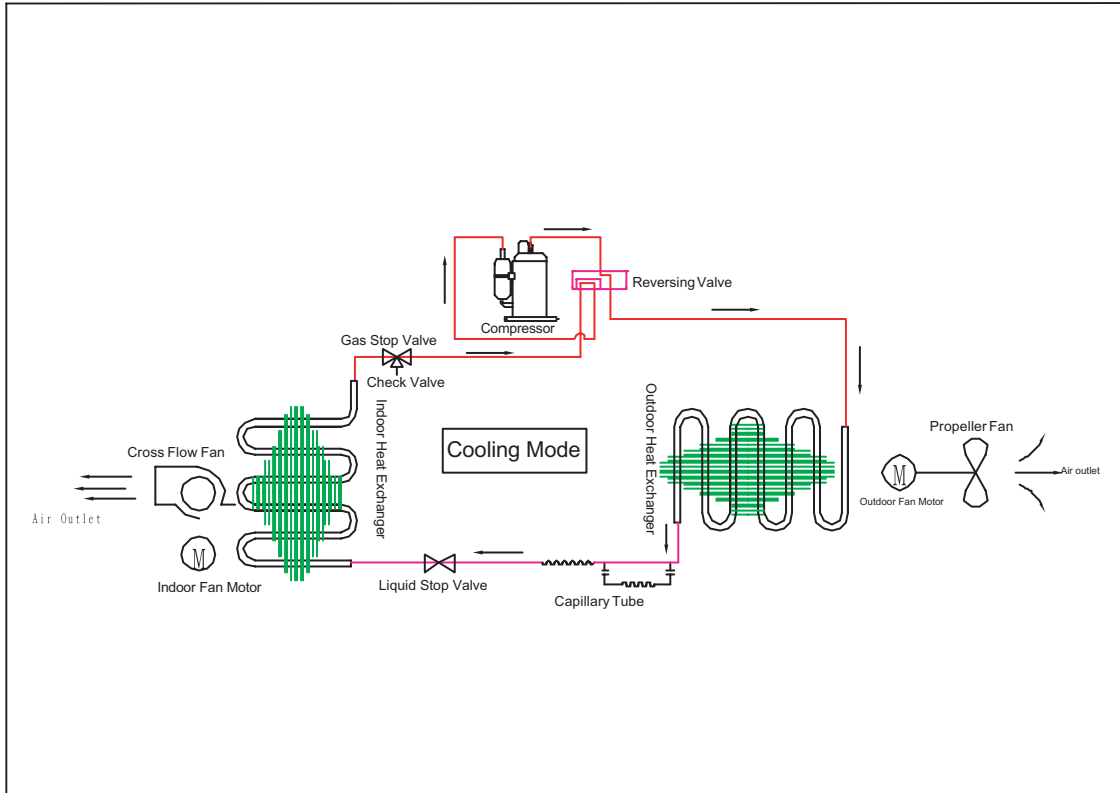 Reversing Valve
Compressor
Gas Stop Valve
Check Valve
Indoor Heat Exchanger
Outdoor Heat Exchanger
Cooling Mode
Cross Flow Fan
Propeller Fan
M
Air outlet
Outdoor Fan Motor
Air Outlet
M
Indoor Fan Motor
Liquid Stop Valve
Capillary Tube